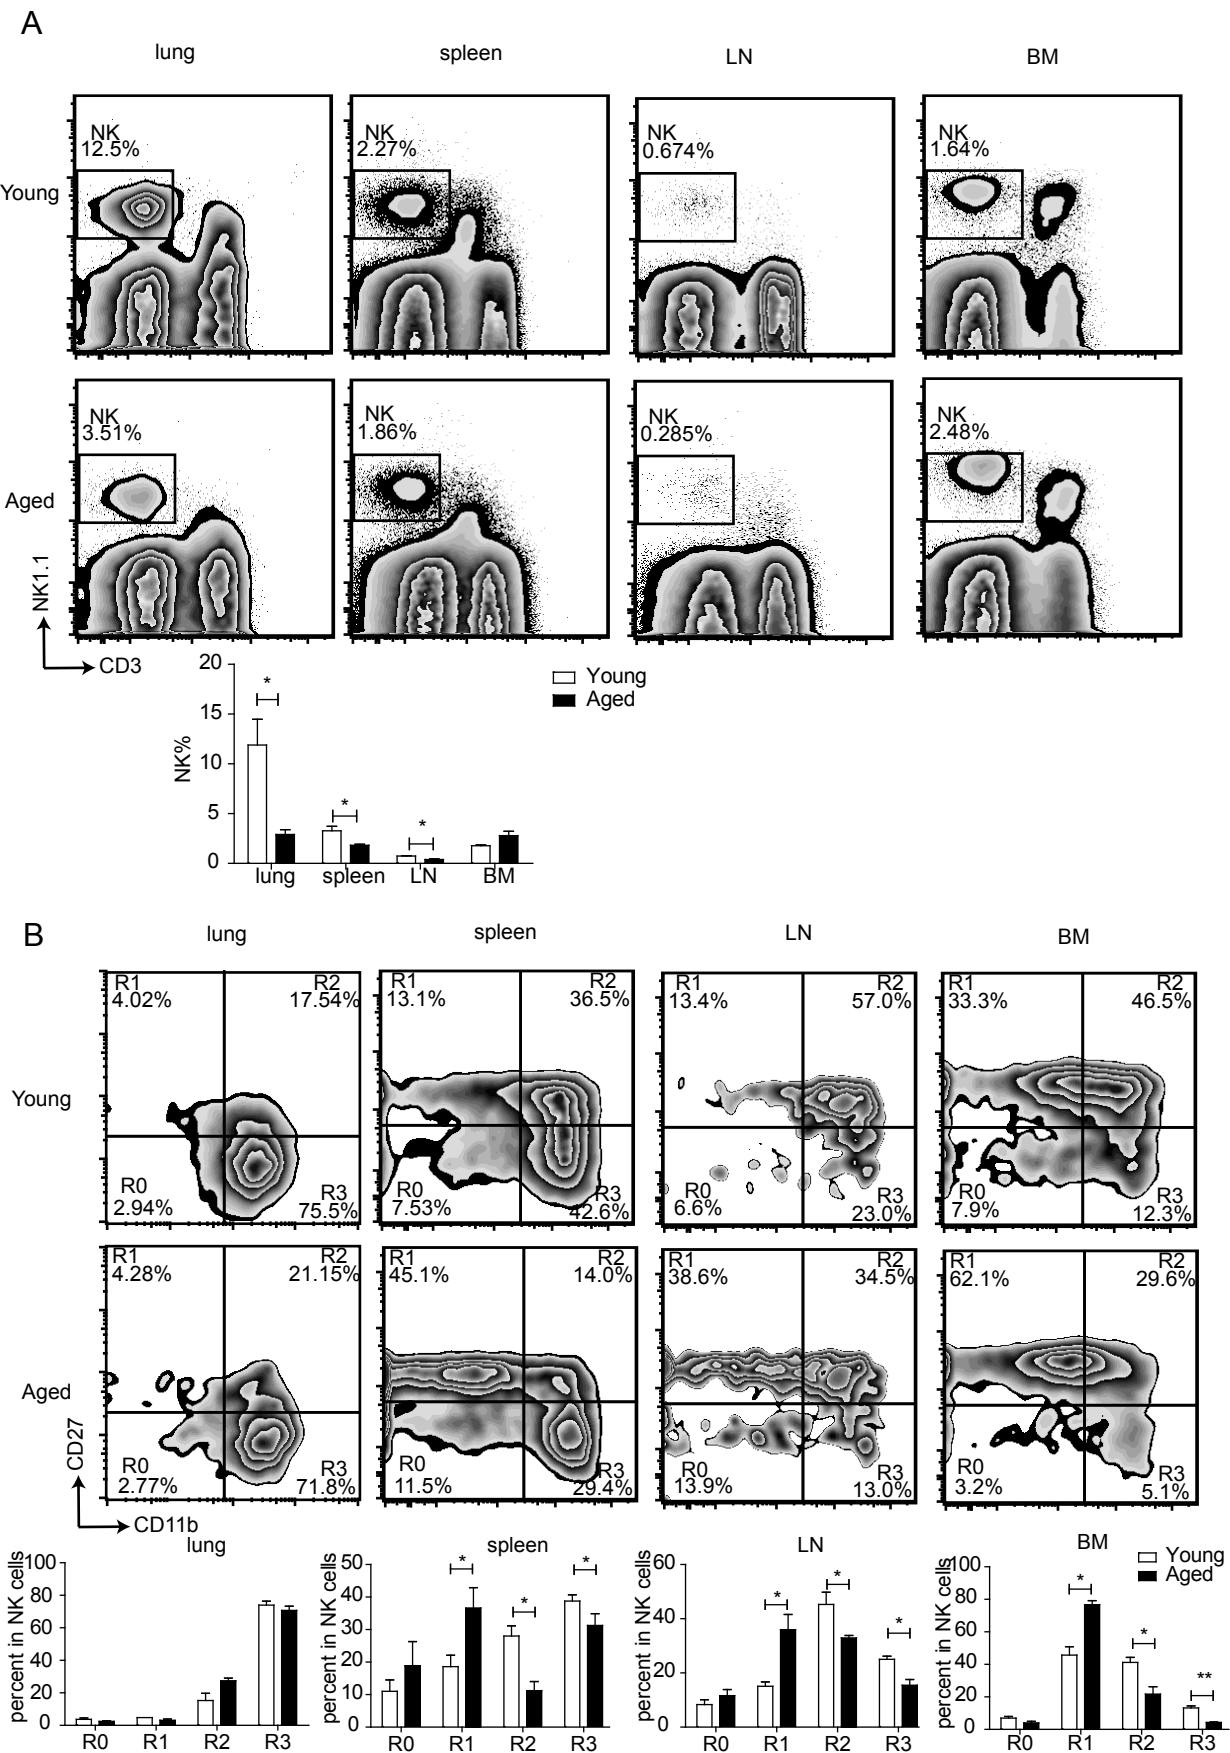 A
lung spleen LN BM
NK NK NK NK
12.5% 2.27% 0.674% 1.64%
Young
NK NK NK NK
3.51% 1.86% 0.285% 2.48%
Aged
NK1.1
CD3
20
15
10
5
0
NK%
* * *
lung spleen LN BM
Young
Aged
B
lung spleen LN BM
R1 R2 R1 R2 R1 R2 R1 R2
4.02% 17.54% 13.1% 36.5% 13.4% 57.0% 33.3% 46.5%
Young
R0 R3 R0 R3 R0 R3 R0 R3
2.94% 75.5% 7.53% 42.6% 6.6% 23.0% 7.9% 12.3%
R1 R2 R1 R2 R1 R2 R1 R2
4.28% 21.15% 45.1% 14.0% 38.6% 34.5% 62.1% 29.6%
Aged
R0 R3 R0 R3 R0 R3 R0 R3
2.77% 71.8% 11.5% 29.4% 13.9% 13.0% 3.2% 5.1%
CD27
CD11b
lung
percent in NK cells
100
80
60
40
20
0
R0 R1 R2 R3
spleen
percent in NK cells
50
40
30
20
10
0
* * *
R0 R1 R2 R3
LN
percent in NK cells
60
40
20
0
* * *
R0 R1 R2 R3
BM
Young
Aged
percent in NK cells
100
80
60
40
20
0
* * **
R0 R1 R2 R3